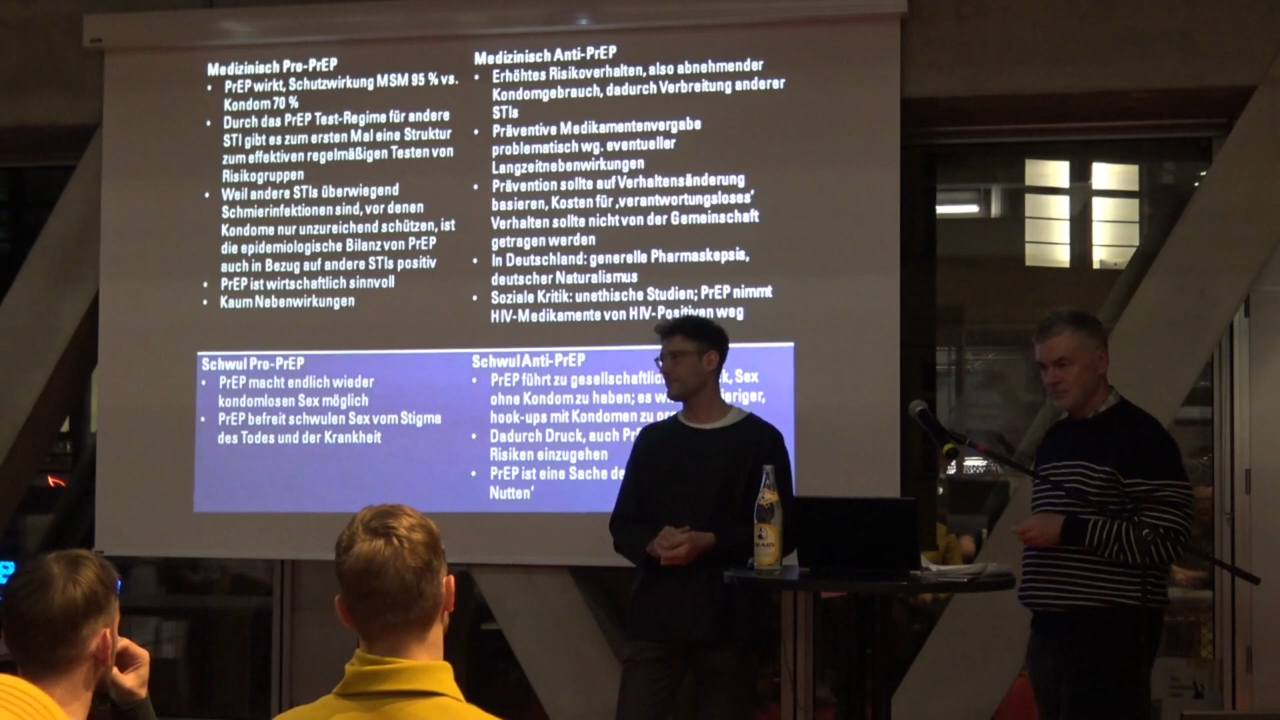 Medizinisch Pro-PrEP
• PrEP wirkt, Schutzwirkung MSM 95 % vs.
Kondom 70 %
• Durch das PrEP Test-Regime für andere
STI gibt es zum ersten Mal eine Struktur
zum effektiven regelmäßigen Testen von
Risikogruppen
• Weil andere STIs überwiegend
Schmierinfektionen sind, vor denen
Kondome nur unzureichend schützen, ist
die epidemiologische Bilanz von PrEP
auch in Bezug auf andere STIs positiv
• PrEP ist wirtschaftlich sinnvoll
• Kaum Nebenwirkungen
Medizinisch Anti-PrEP
• Erhöhtes Risikoverhalten, also abnehmender
Kondomgebrauch, dadurch Verbreitung anderer
STIs
• Präventive Medikamentenvergabe
problematisch wg. eventueller
Langzeitnebenwirkungen
• Prävention sollte auf Verhaltensänderung
basieren, Kosten für ‚verantwortungsloses‘
Verhalten sollte nicht von der Gemeinschaft
getragen werden
• In Deutschland: generelle Pharmaskepsis,
deutscher Naturalismus
• Soziale Kritik: unethische Studien; PrEP nimmt
HIV-Medikamente von HIV-Positiven weg
Schwul Pro-PrEP
• PrEP macht endlich wieder
kondomlosen Sex möglich
• PrEP befreit schwulen Sex vom Stigma
des Todes und der Krankheit
Schwul Anti-PrEP
• PrEP führt zu Sex
ohne Kondom zu haben; es
hook-ups mit Kondomen zu
• Dadurch Druck, auch
Risiken einzugehen
• PrEP ist eine Sache
Nutten‘